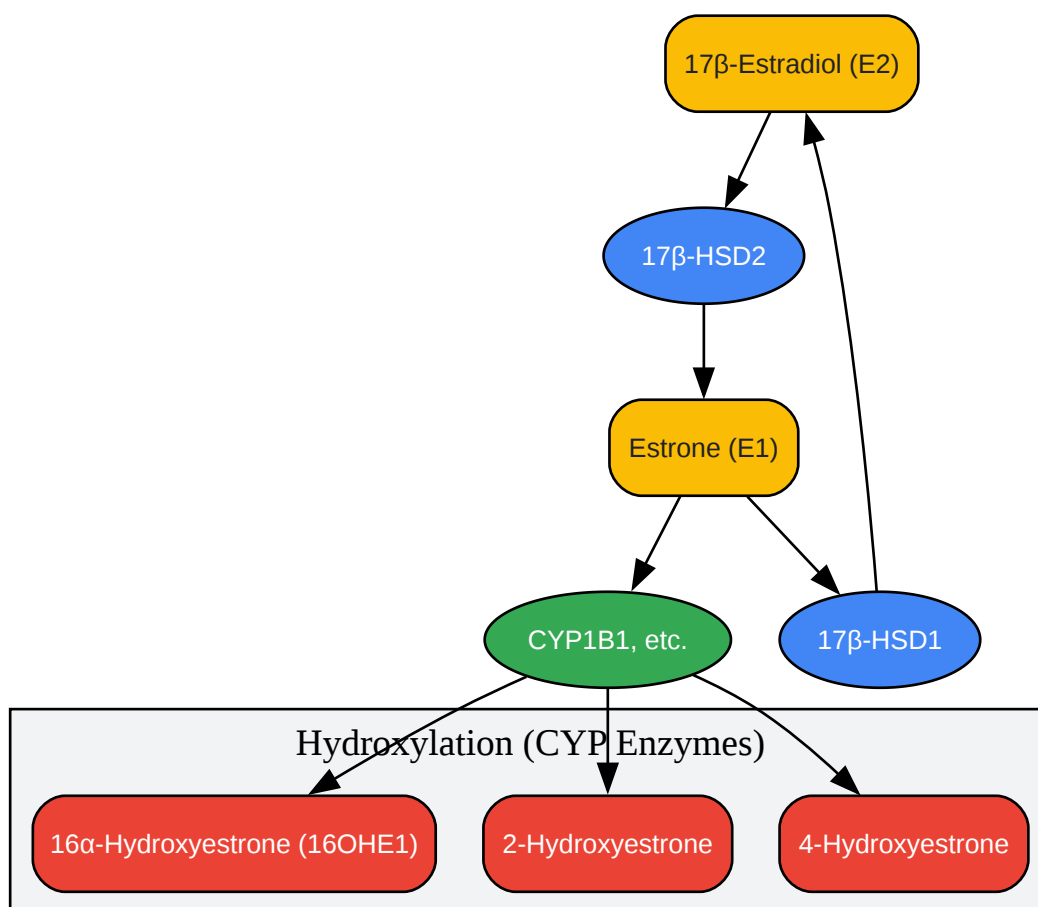 17β-Estradiol (E2)
17β-HSD2
Estrone (E1)
CYP1B1, etc.
17β-HSD1
Hydroxylation (CYP Enzymes)
16α-Hydroxyestrone (16OHE1)
2-Hydroxyestrone
4-Hydroxyestrone